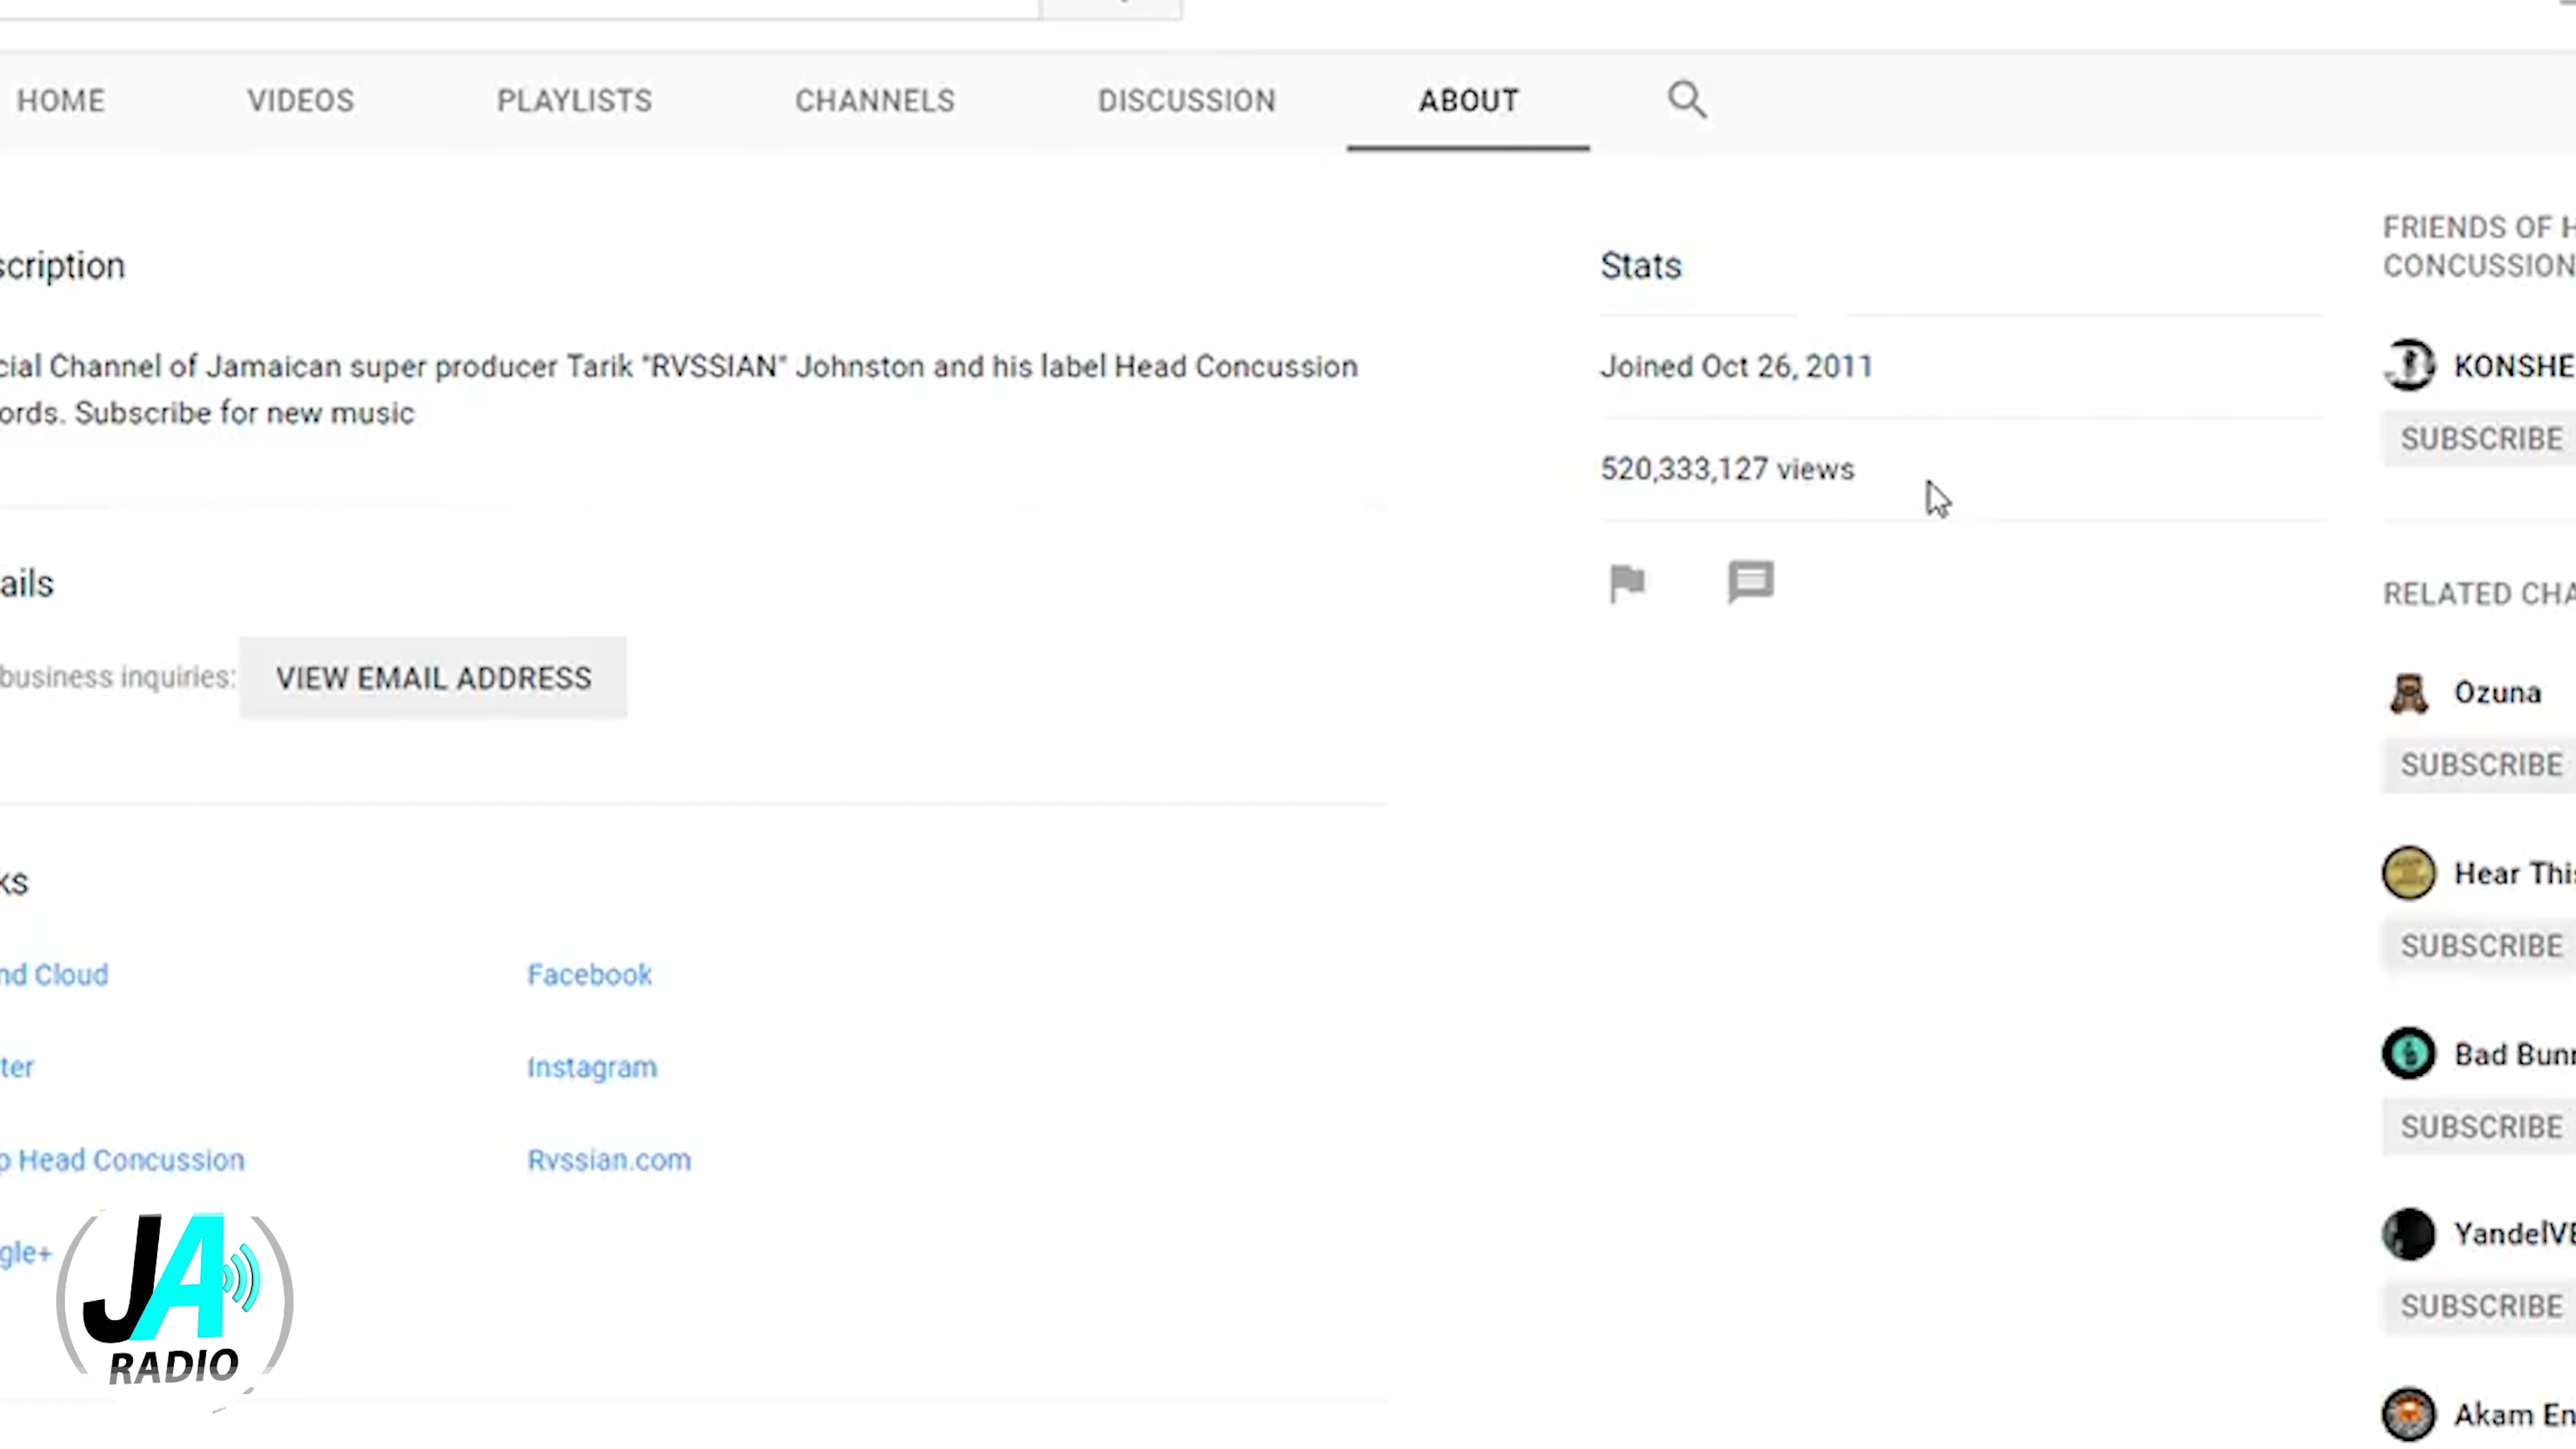 HOME VIDEOS PLAYLISTS CHANNELS DISCUSSION ABOUT
scription
cial Channel of Jamaican super producer Tarik "RVSSIAN" Johnston and his label Head Concussion
ords. Subscribe for new music
ails
business inquiries: VIEW EMAIL ADDRESS
ks
nd Cloud Facebook
ter Instagram
p Head Concussion Rvssian.com
gle+
JA
RADIO
Stats
Joined Oct 26, 2011
520,333,127 views
FRIENDS OF H
CONCUSSION
KONSHE
SUBSCRIBE
RELATED CHA
Ozuna
SUBSCRIBE
Hear This
SUBSCRIBE
Bad Bunn
SUBSCRIBE
YandelVE
SUBSCRIBE
Akam En